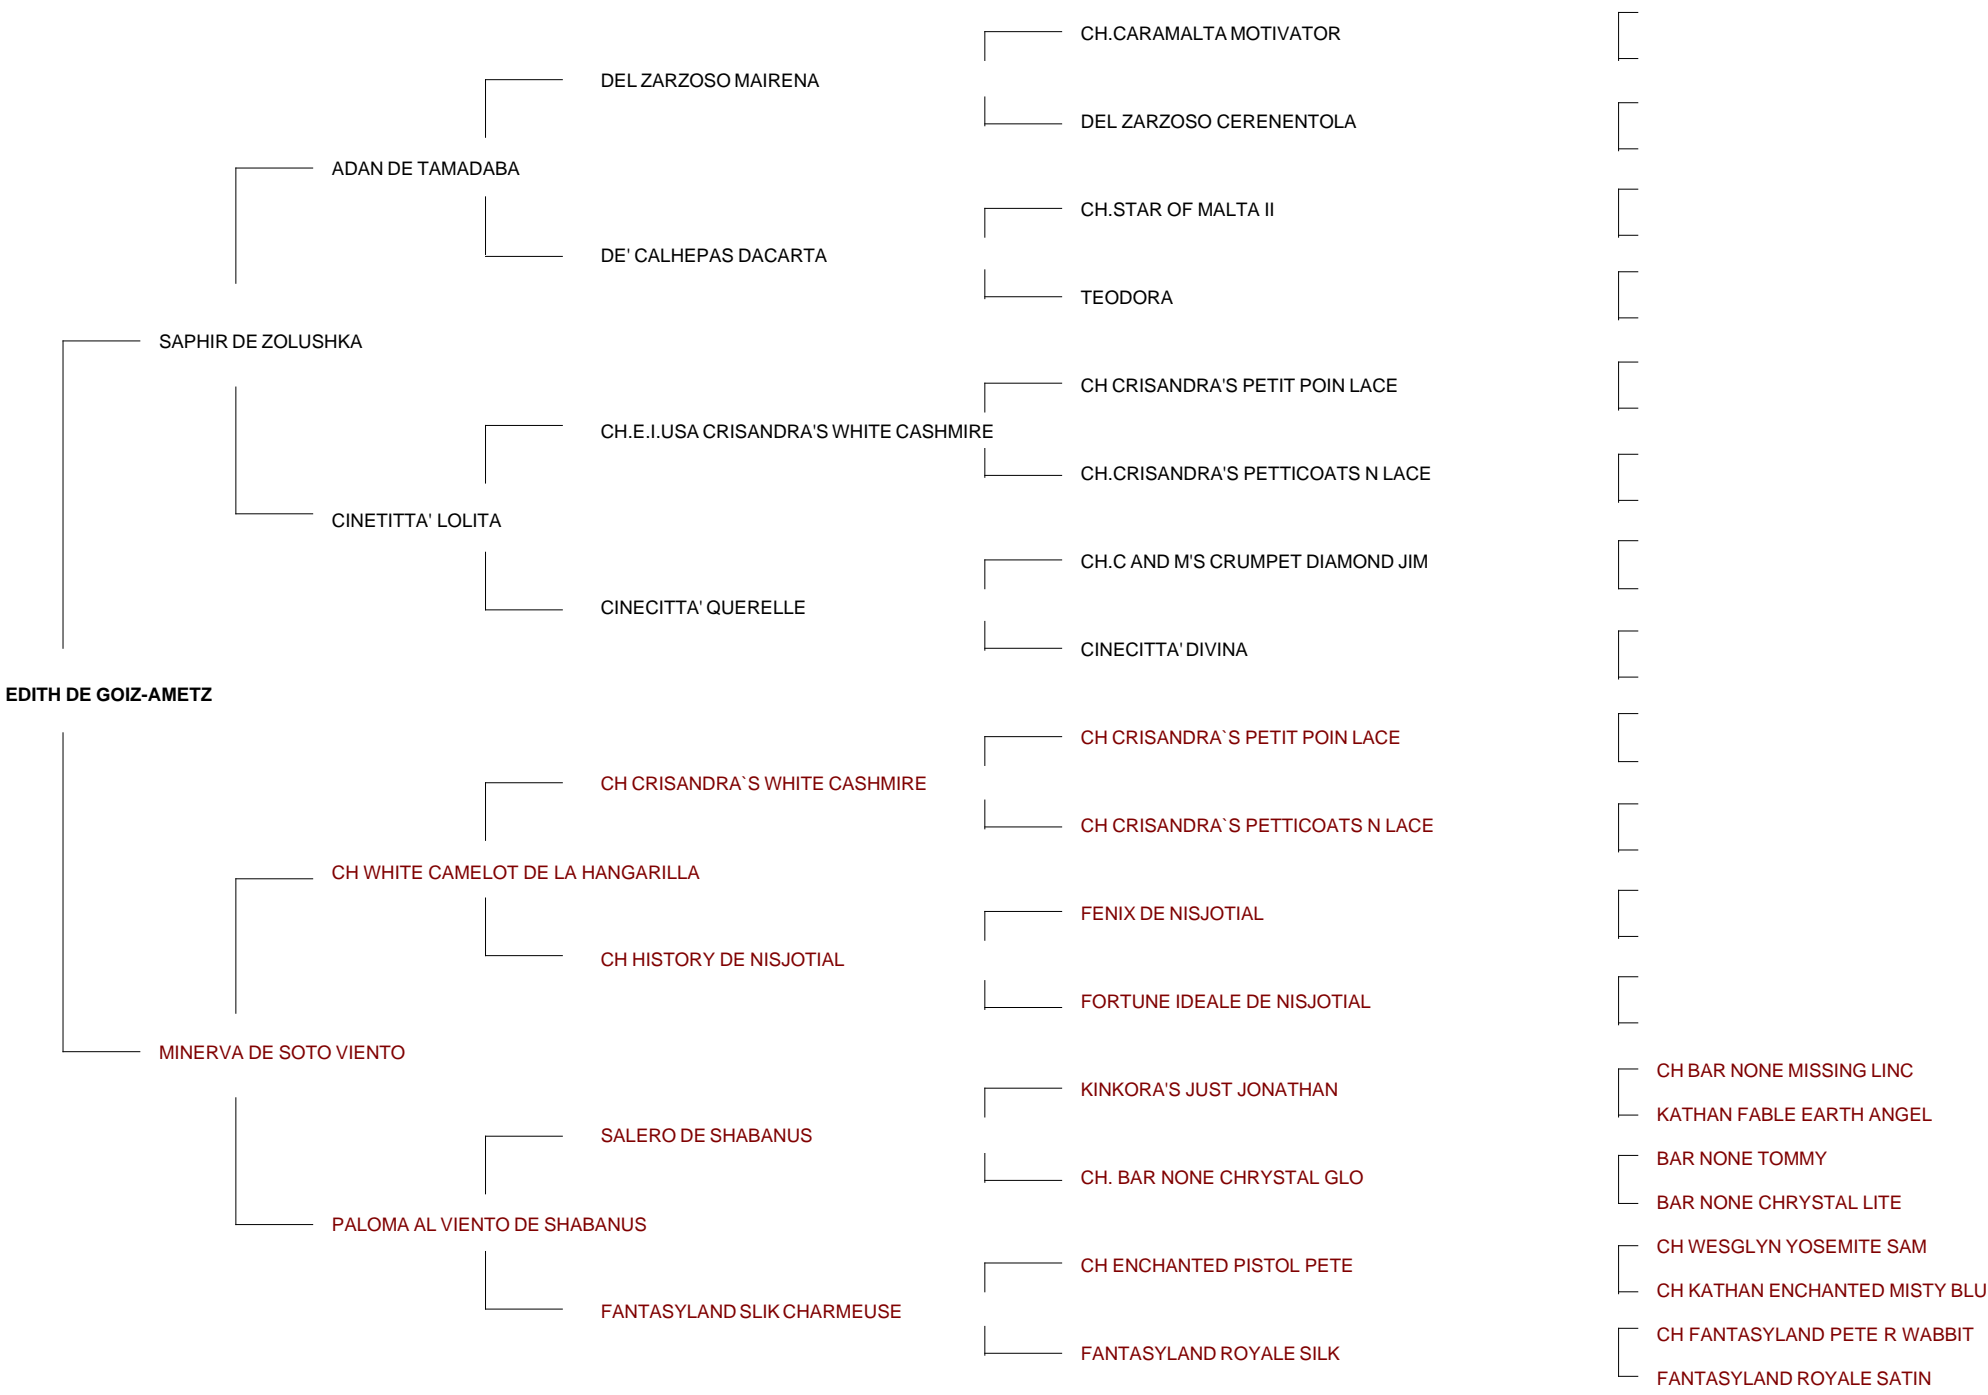 CH.CARAMALTA MOTIVATOR
DEL ZARZOSO MAIRENA
DEL ZARZOSO CERENENTOLA
ADAN DE TAMADABA
CH.STAR OF MALTA II
DE' CALHEPAS DACARTA
TEODORA
SAPHIR DE ZOLUSHKA
CH CRISANDRA'S PETIT POIN LACE
CH.E.I.USA CRISANDRA'S WHITE CASHMIRE
CH.CRISANDRA'S PETTICOATS N LACE
CINETITTA' LOLITA
CH.C AND M'S CRUMPET DIAMOND JIM
CINECITTA' QUERELLE
CINECITTA' DIVINA
EDITH DE GOIZ-AMETZ
CH CRISANDRA`S PETIT POIN LACE
CH CRISANDRA`S WHITE CASHMIRE
CH CRISANDRA`S PETTICOATS N LACE
CH WHITE CAMELOT DE LA HANGARILLA
FENIX DE NISJOTIAL
CH HISTORY DE NISJOTIAL
FORTUNE IDEALE DE NISJOTIAL
MINERVA DE SOTO VIENTO
CH BAR NONE MISSING LINC
KINKORA'S JUST JONATHAN
KATHAN FABLE EARTH ANGEL
SALERO DE SHABANUS
BAR NONE TOMMY
CH. BAR NONE CHRYSTAL GLO
BAR NONE CHRYSTAL LITE
PALOMA AL VIENTO DE SHABANUS
CH WESGLYN YOSEMITE SAM
CH ENCHANTED PISTOL PETE
CH KATHAN ENCHANTED MISTY BLU
FANTASYLAND SLIK CHARMEUSE
CH FANTASYLAND PETE R WABBIT
FANTASYLAND ROYALE SILK
FANTASYLAND ROYALE SATIN